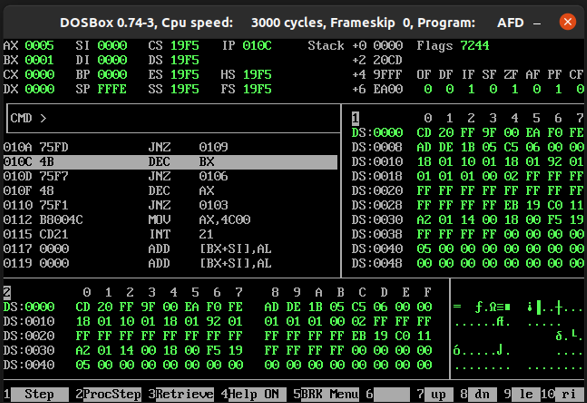 DOSBox 0.74-3, Cpu speed: 3000 cycles, Frameskip 0, Program: AFD
AX 0005 SI 0000 CS 19F5 IP 010C Stack +0 0000 Flags 7244
BX 0001 DI 0000 DS 19F5 +2 20CD
CX 0000 BP 0000 ES 19F5 HS 19F5 +4 9FFF OF DF IF SF ZF AF PF CF
DX 0000 SP FFFE SS 19F5 FS 19F5 +6 EA00 0 0 1 0 1 0 1 0
CMD >
1 0 1 2 3 4 5 6 7
DS:0000 CD 20 FF 9F 00 EA F0 FE
DS:0008 AD DE 1B 05 C5 06 00 00
DS:0010 18 01 10 01 18 01 92 01
DS:0018 01 01 01 00 02 FF FF FF
DS:0020 FF FF FF FF FF FF FF FF
DS:0028 FF FF FF FF EB 19 C0 11
DS:0030 A2 01 14 00 18 00 F5 19
DS:0038 FF FF FF FF 00 00 00 00
DS:0040 05 00 00 00 00 00 00 00
DS:0048 00 00 00 00 00 00 00 00
010A 75FD JNZ 0109
010C 4B DEC BX
010D 75F7 JNZ 0106
010F 48 DEC AX
0110 75F1 JNZ 0103
0112 B8004C MOV AX,4C00
0115 CD21 INT 21
0117 0000 ADD [BX+SI],AL
0119 0000 ADD [BX+SI],AL
2 0 1 2 3 4 5 6 7 8 9 A B C D E F
DS:0000 CD 20 FF 9F 00 EA F0 FE AD DE 1B 05 C5 06 00 00
DS:0010 18 01 10 01 18 01 92 01 01 01 01 00 02 FF FF FF
DS:0020 FF FF FF FF FF FF FF FF FF FF FF FF EB 19 C0 11
DS:0030 A2 01 14 00 18 00 F5 19 FF FF FF FF 00 00 00 00
DS:0040 05 00 00 00 00 00 00 00 00 00 00 00 00 00 00 00
1 Step 2 ProcStep 3 Retrieve 4 Help ON 5 BRK Menu 6 7 up 8 dn 9 le 10 ri